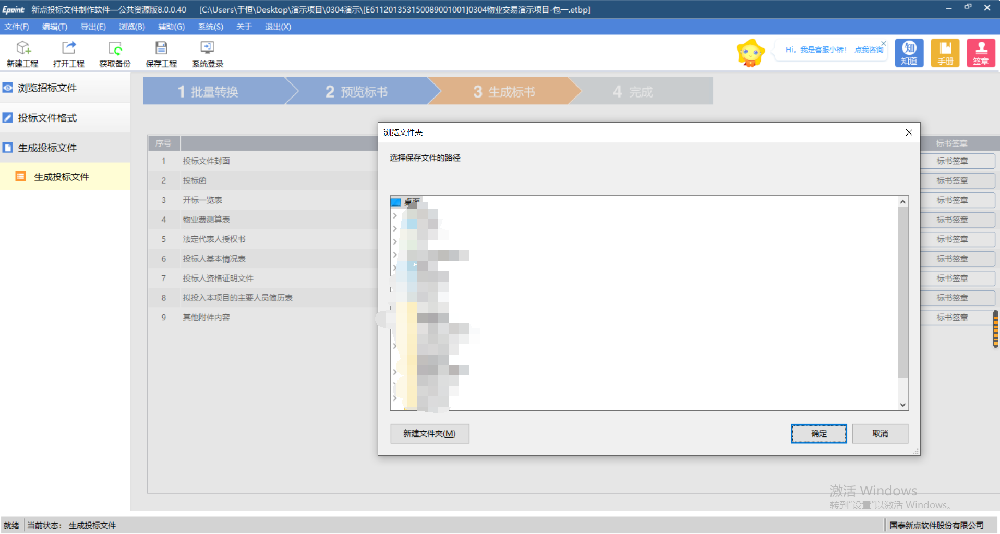 Epoint 新点投标文件制作软件—公共资源版8.0.0.40 [C:\Users\于恒\Desktop\演示项目\0304演示\[E6112013531500890010​01]0304物业交易演示项目-包一.etbp]
文件(F) 编辑(T) 导出(E) 浏览(B) 辅助(G) 系统(S) 关于 退出(X)
新建工程 打开工程 获取备份 保存工程 系统登录
Hi，我是客服小桥！ 点我咨询
知 知道
手册
签章
浏览招标文件
投标文件格式
生成投标文件
生成投标文件
1 批量转换 2 预览标书 3 生成标书 4 完成
序号 标书签章
1 投标文件封面 标书签章
2 投标函 标书签章
3 开标一览表 标书签章
4 物业费测算表 标书签章
5 法定代表人授权书 标书签章
6 投标人基本情况表 标书签章
7 投标人资格证明文件 标书签章
8 拟投入本项目的主要人员简历表 标书签章
9 其他附件内容 标书签章
浏览文件夹
选择保存文件的路径
桌面
新建文件夹(M) 确定 取消
激活 Windows
转到"设置"以激活 Windows。
就绪 当前状态： 生成投标文件 国泰新点软件股份有限公司